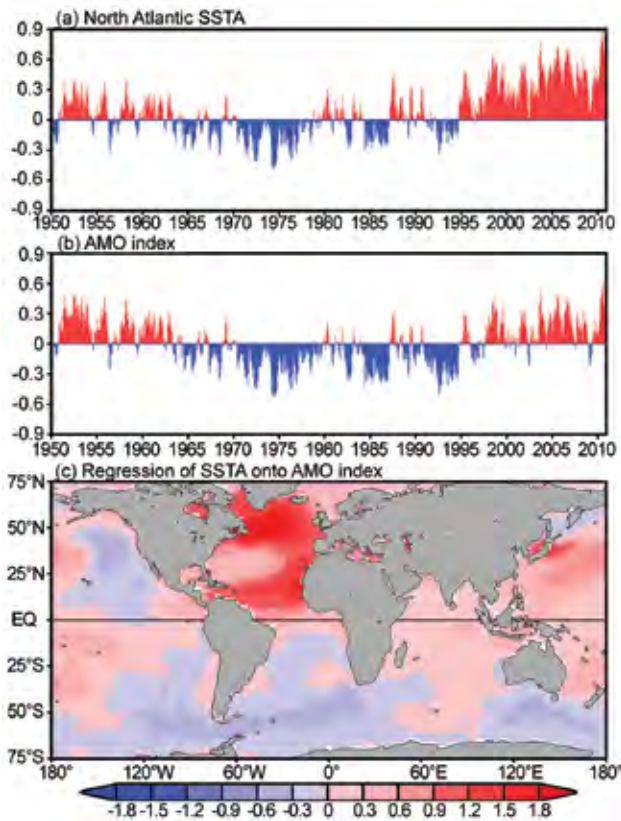 (a) North Atlantic SSTA
0.9
0.6
0.3
0
-0.3
-0.6
-0.9
1950 1955 1960 1965 1970 1975 1980 1985 1990 1995 2000 2005 2010
(b) AMO index
0.9
0.6
0.3
0
-0.3
-0.6
-0.9
1950 1955 1960 1965 1970 1975 1980 1985 1990 1995 2000 2005 2010
(c) Regression of SSTA onto AMO index
75°N
50°N
25°N
EQ
25°S
50°S
75°S
180° 120°W 60°W 0° 60°E 120°E 180°
-1.8 -1.5 -1.2 -0.9 -0.6 -0.3 0 0.3 0.6 0.9 1.2 1.5 1.8